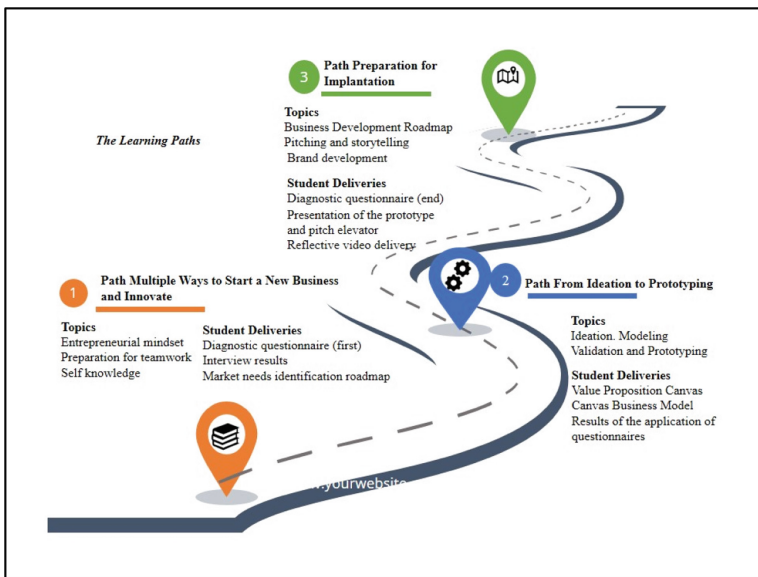 The Learning Paths
1
Path Multiple Ways to Start a New Business
and Innovate
Topics
Entrepreneurial mindset
Preparation for teamwork
Self knowledge
Student Deliveries
Diagnostic questionnaire (first)
Interview results
Market needs identification roadmap
2
Path From Ideation to Prototyping
Topics
Ideation. Modeling
Validation and Prototyping
Student Deliveries
Value Proposition Canvas
Canvas Business Model
Results of the application of
questionnaires
3
Path Preparation for
Implantation
Topics
Business Development Roadmap
Pitching and storytelling
Brand development
Student Deliveries
Diagnostic questionnaire (end)
Presentation of the prototype
and pitch elevator
Reflective video delivery
.yourwebsite